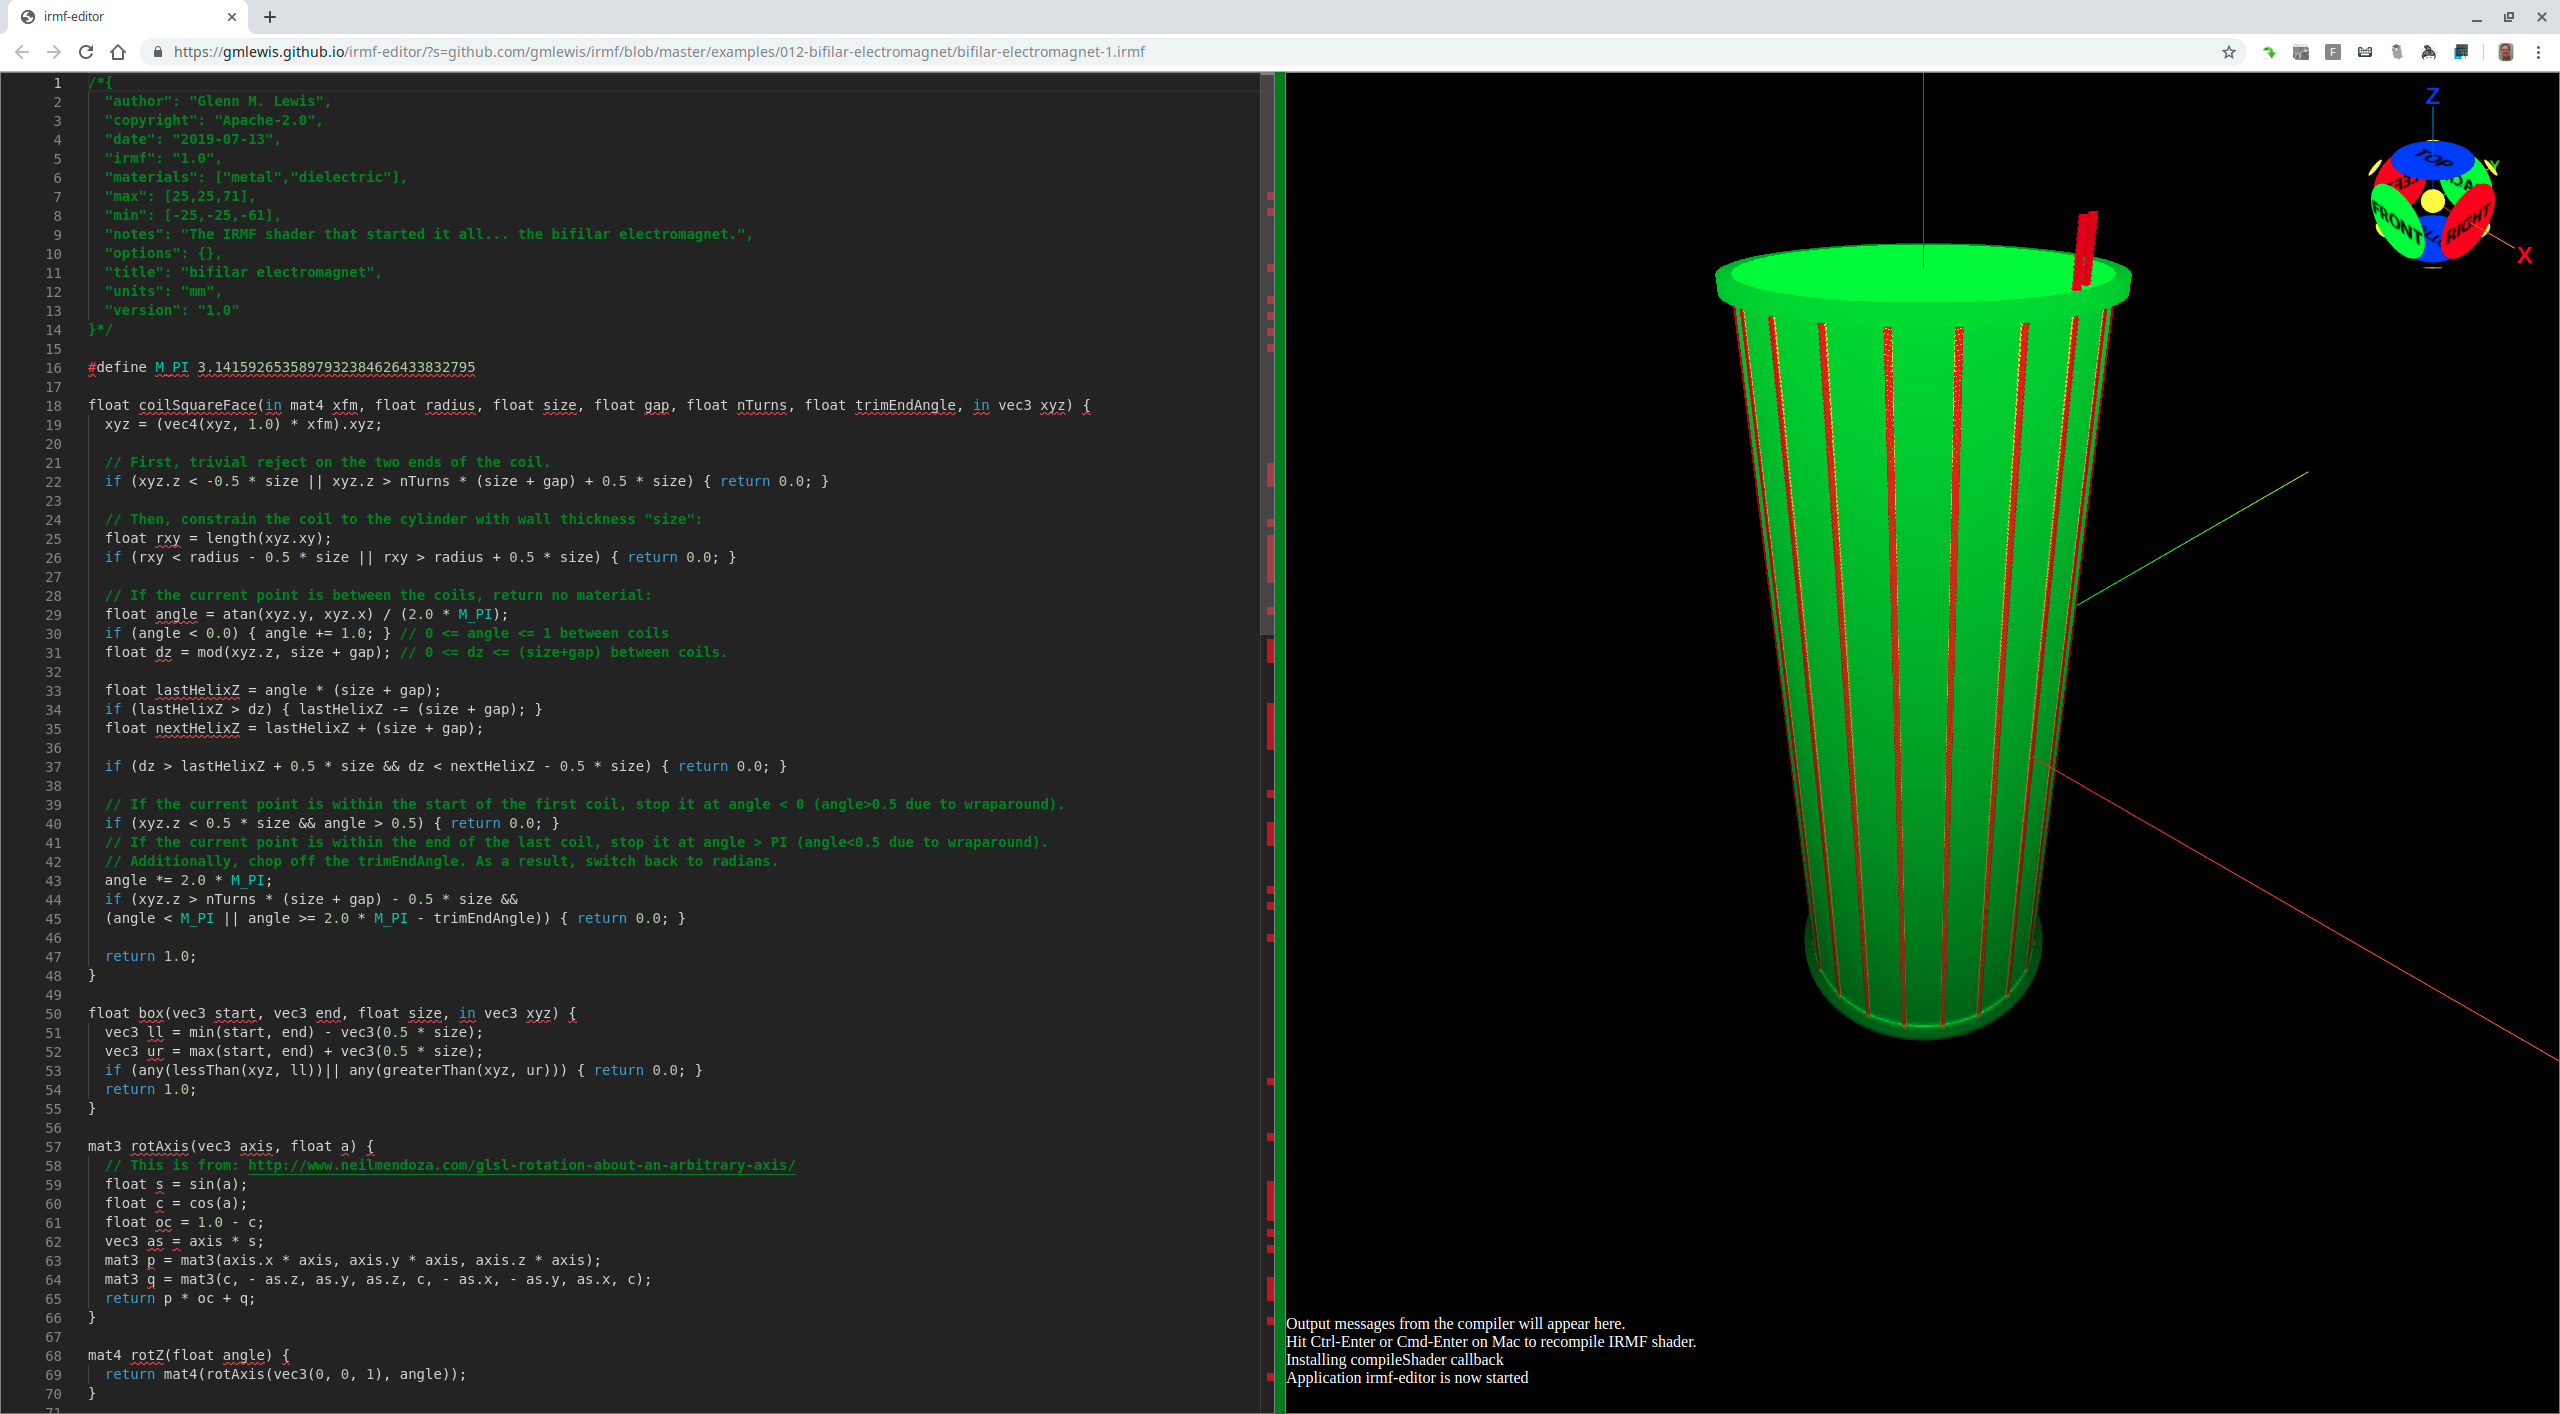 irmf-editor
https://gmlewis.github.io/irmf-editor/?s=github.com/gmlewis/irmf/blob/master/examples/012-bifilar-electromagnet/bifilar-electromagnet-1.irmf
F
1 /*{
2 "author": "Glenn M. Lewis",
3 "copyright": "Apache-2.0",
4 "date": "2019-07-13",
5 "irmf": "1.0",
6 "materials": ["metal","dielectric"],
7 "max": [25,25,71],
8 "min": [-25,-25,-61],
9 "notes": "The IRMF shader that started it all... the bifilar electromagnet.",
10 "options": {},
11 "title": "bifilar electromagnet",
12 "units": "mm",
13 "version": "1.0"
14 }*/
15
16 #define M_PI 3.1415926535897932384626433832795
17
18 float coilSquareFace(in mat4 xfm, float radius, float size, float gap, float nTurns, float trimEndAngle, in vec3 xyz) {
19 xyz = (vec4(xyz, 1.0) * xfm).xyz;
20
21 // First, trivial reject on the two ends of the coil.
22 if (xyz.z < -0.5 * size || xyz.z > nTurns * (size + gap) + 0.5 * size) { return 0.0; }
23
24 // Then, constrain the coil to the cylinder with wall thickness "size":
25 float rxy = length(xyz.xy);
26 if (rxy < radius - 0.5 * size || rxy > radius + 0.5 * size) { return 0.0; }
27
28 // If the current point is between the coils, return no material:
29 float angle = atan(xyz.y, xyz.x) / (2.0 * M_PI);
30 if (angle < 0.0) { angle += 1.0; } // 0 <= angle <= 1 between coils
31 float dz = mod(xyz.z, size + gap); // 0 <= dz <= (size+gap) between coils.
32
33 float lastHelixZ = angle * (size + gap);
34 if (lastHelixZ > dz) { lastHelixZ -= (size + gap); }
35 float nextHelixZ = lastHelixZ + (size + gap);
36
37 if (dz > lastHelixZ + 0.5 * size && dz < nextHelixZ - 0.5 * size) { return 0.0; }
38
39 // If the current point is within the start of the first coil, stop it at angle < 0 (angle>0.5 due to wraparound).
40 if (xyz.z < 0.5 * size && angle > 0.5) { return 0.0; }
41 // If the current point is within the end of the last coil, stop it at angle > PI (angle<0.5 due to wraparound).
42 // Additionally, chop off the trimEndAngle. As a result, switch back to radians.
43 angle *= 2.0 * M_PI;
44 if (xyz.z > nTurns * (size + gap) - 0.5 * size &&
45 (angle < M_PI || angle >= 2.0 * M_PI - trimEndAngle)) { return 0.0; }
46
47 return 1.0;
48 }
49
50 float box(vec3 start, vec3 end, float size, in vec3 xyz) {
51 vec3 ll = min(start, end) - vec3(0.5 * size);
52 vec3 ur = max(start, end) + vec3(0.5 * size);
53 if (any(lessThan(xyz, ll))|| any(greaterThan(xyz, ur))) { return 0.0; }
54 return 1.0;
55 }
56
57 mat3 rotAxis(vec3 axis, float a) {
58 // This is from: http://www.neilmendoza.com/glsl-rotation-about-an-arbitrary-axis/
59 float s = sin(a);
60 float c = cos(a);
61 float oc = 1.0 - c;
62 vec3 as = axis * s;
63 mat3 p = mat3(axis.x * axis, axis.y * axis, axis.z * axis);
64 mat3 q = mat3(c, - as.z, as.y, as.z, c, - as.x, - as.y, as.x, c);
65 return p * oc + q;
66 }
67
68 mat4 rotZ(float angle) {
69 return mat4(rotAxis(vec3(0, 0, 1), angle));
70 }
71
Z
TOP
Y
FRONT
RIGHT
X
Output messages from the compiler will appear here.
Hit Ctrl-Enter or Cmd-Enter on Mac to recompile IRMF shader.
Installing compileShader callback
Application irmf-editor is now started